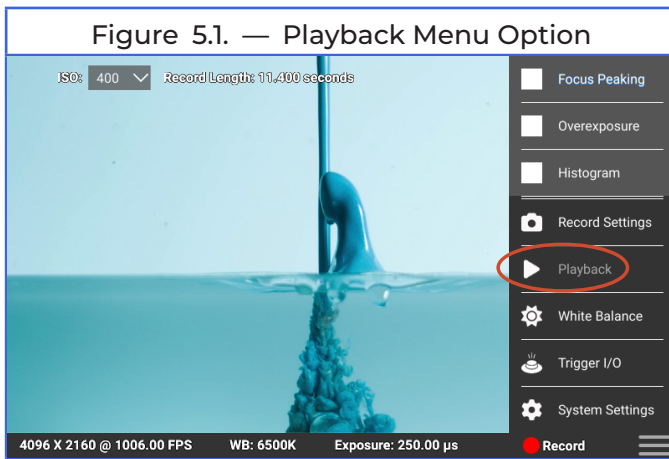 Figure 5.1. — Playback Menu Option
ISO: 400 Record Length: 11.400 seconds
Focus Peaking
Overexposure
Histogram
Record Settings
Playback
White Balance
Trigger I/O
System Settings
4096 X 2160 @ 1006.00 FPS WB: 6500K Exposure: 250.00 µs Record